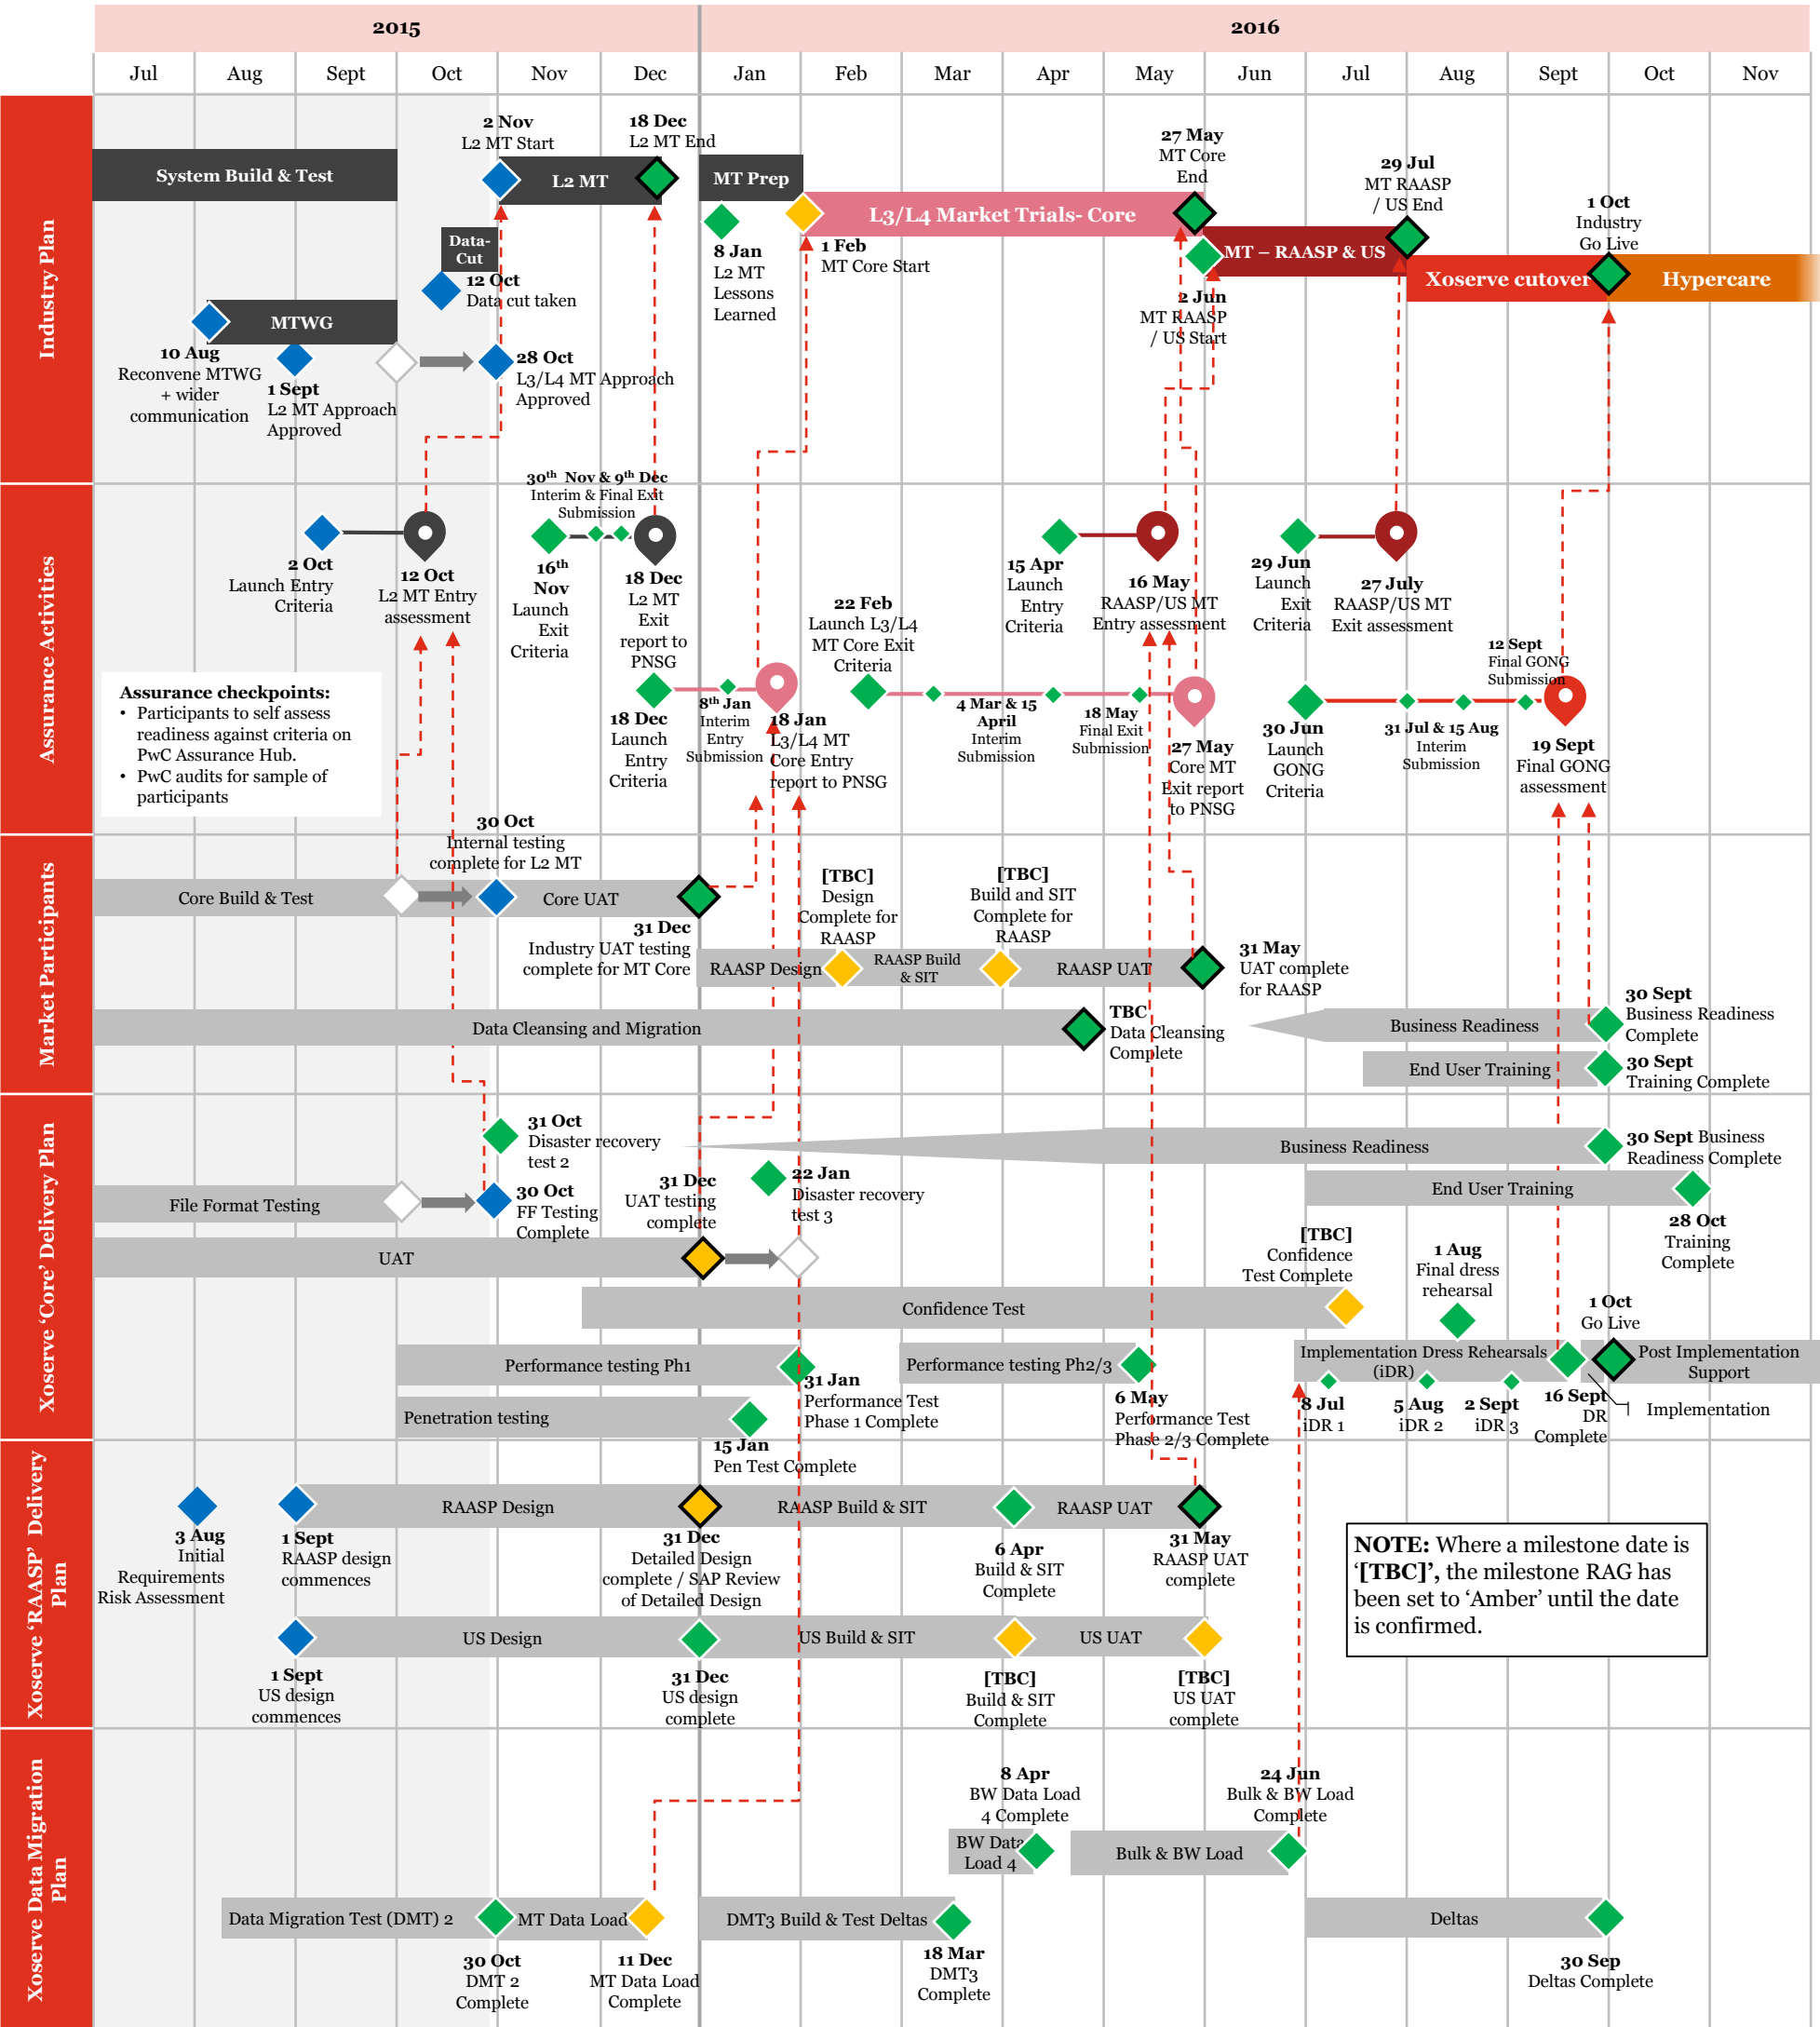 2015
2016
Jul
Aug
Sept
Oct
Nov
Dec
Jan
Feb
Mar
Apr
May
Jun
Jul
Aug
Sept
Oct
Nov
Industry Plan
System Build & Test
2 Nov
L2 MT Start
L2 MT
18 Dec
L2 MT End
Data-
Cut
12 Oct
Data cut taken
MTWG
10 Aug
Reconvene MTWG
+ wider
communication
1 Sept
L2 MT Approach
Approved
28 Oct
L3/L4 MT Approach
Approved
MT Prep
8 Jan
L2 MT
Lessons
Learned
L3/L4 Market Trials- Core
1 Feb
MT Core Start
27 May
MT Core
End
MT – RAASP & US
2 Jun
MT RAASP
/ US Start
29 Jul
MT RAASP
/ US End
Xoserve cutover
1 Oct
Industry
Go Live
Hypercare
Assurance Activities
2 Oct
Launch Entry
Criteria
12 Oct
L2 MT Entry
assessment
30th Nov & 9th Dec
Interim & Final Exit
Submission
16th
Nov
Launch
Exit
Criteria
18 Dec
L2 MT
Exit
report to
PNSG
18 Dec
Launch
Entry
Criteria
8th Jan
Interim
Entry
Submission
18 Jan
L3/L4 MT
Core Entry
report to PNSG
22 Feb
Launch L3/L4
MT Core Exit
Criteria
4 Mar & 15
April
Interim
Submission
18 May
Final Exit
Submission
27 May
Core MT
Exit report
to PNSG
15 Apr
Launch
Entry
Criteria
16 May
RAASP/US MT
Entry assessment
29 Jun
Launch
Exit
Criteria
27 July
RAASP/US MT
Exit assessment
30 Jun
Launch
GONG
Criteria
31 Jul & 15 Aug
Interim
Submission
12 Sept
Final GONG
Submission
19 Sept
Final GONG
assessment
Assurance checkpoints:
• Participants to self assess
readiness against criteria on
PwC Assurance Hub.
• PwC audits for sample of
participants
Market Participants
Core Build & Test
30 Oct
Internal testing
complete for L2 MT
Core UAT
31 Dec
Industry UAT testing
complete for MT Core
RAASP Design
[TBC]
Design
Complete for
RAASP
RAASP Build
& SIT
[TBC]
Build and SIT
Complete for
RAASP
RAASP UAT
31 May
UAT complete
for RAASP
Data Cleansing and Migration
TBC
Data Cleansing
Complete
Business Readiness
30 Sept
Business Readiness
Complete
End User Training
30 Sept
Training Complete
Xoserve ‘Core’ Delivery Plan
31 Oct
Disaster recovery
test 2
File Format Testing
30 Oct
FF Testing
Complete
31 Dec
UAT testing
complete
22 Jan
Disaster recovery
test 3
UAT
Business Readiness
30 Sept Business
Readiness Complete
End User Training
28 Oct
Training
Complete
Confidence Test
[TBC]
Confidence
Test Complete
1 Aug
Final dress
rehearsal
1 Oct
Go Live
Performance testing Ph1
31 Jan
Performance Test
Phase 1 Complete
Performance testing Ph2/3
6 May
Performance Test
Phase 2/3 Complete
Implementation Dress Rehearsals
(iDR)
8 Jul
iDR 1
5 Aug
iDR 2
2 Sept
iDR 3
16 Sept
DR
Complete
Implementation
Post Implementation
Support
Penetration testing
15 Jan
Pen Test Complete
Xoserve ‘RAASP’ Delivery
Plan
3 Aug
Initial
Requirements
Risk Assessment
1 Sept
RAASP design
commences
RAASP Design
31 Dec
Detailed Design
complete / SAP Review
of Detailed Design
RAASP Build & SIT
6 Apr
Build & SIT
Complete
RAASP UAT
31 May
RAASP UAT
complete
1 Sept
US design
commences
US Design
31 Dec
US design
complete
US Build & SIT
[TBC]
Build & SIT
Complete
US UAT
[TBC]
US UAT
complete
NOTE: Where a milestone date is
‘[TBC]’, the milestone RAG has
been set to ‘Amber’ until the date
is confirmed.
Xoserve Data Migration
Plan
8 Apr
BW Data Load
4 Complete
BW Data
Load 4
24 Jun
Bulk & BW Load
Complete
Bulk & BW Load
Data Migration Test (DMT) 2
30 Oct
DMT 2
Complete
MT Data Load
11 Dec
MT Data Load
Complete
DMT3 Build & Test Deltas
18 Mar
DMT3
Complete
Deltas
30 Sep
Deltas Complete